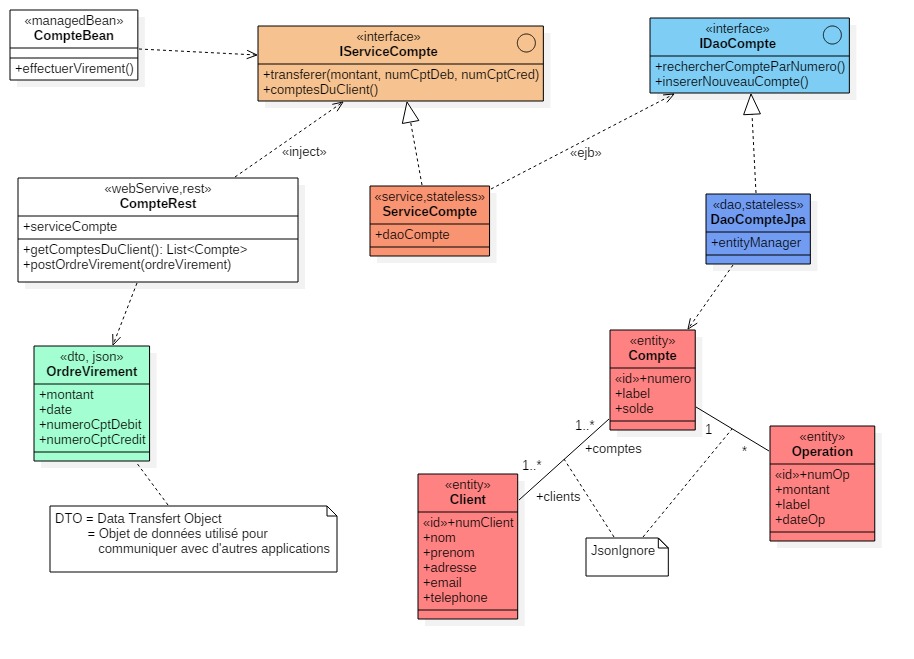 «managedBean»
CompteBean
+effectuerVirement()
«interface»
IServiceCompte
+transferer(montant, numCptDeb, numCptCred)
+comptesDuClient()
«interface»
IDaoCompte
+rechercherCompteParNumero()
+insererNouveauCompte()
«inject»
«ejb»
«webServive,rest»
CompteRest
+serviceCompte
+getComptesDuClient(): List<Compte>
+postOrdreVirement(ordreVirement)
«service,stateless»
ServiceCompte
+daoCompte
«dao,stateless»
DaoCompteJpa
+entityManager
«dto, json»
OrdreVirement
+montant
+date
+numeroCptDebit
+numeroCptCredit
«entity»
Compte
«id»+numero
+label
+solde
1..*
+comptes
1
*
1..*
+clients
«entity»
Operation
«id»+numOp
+montant
+label
+dateOp
«entity»
Client
«id»+numClient
+nom
+prenom
+adresse
+email
+telephone
DTO = Data Transfert Object
= Objet de données utilisé pour
communiquer avec d'autres applications
JsonIgnore